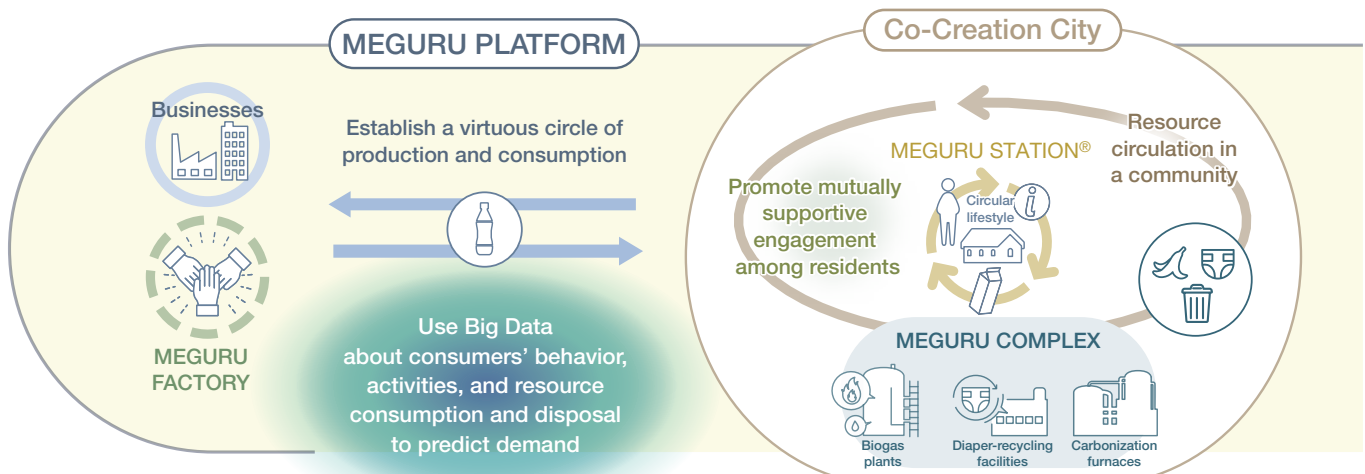 MEGURU PLATFORM
Co-Creation City
Businesses
MEGURU
FACTORY
Establish a virtuous circle of
production and consumption
Use Big Data
about consumers’ behavior,
activities, and resource
consumption and disposal
to predict demand
Promote mutually
supportive
engagement
among residents
MEGURU STATION®
Circular
lifestyle
i
Resource
circulation in
a community
MEGURU COMPLEX
Biogas
plants
Diaper-recycling
facilities
Carbonization
furnaces